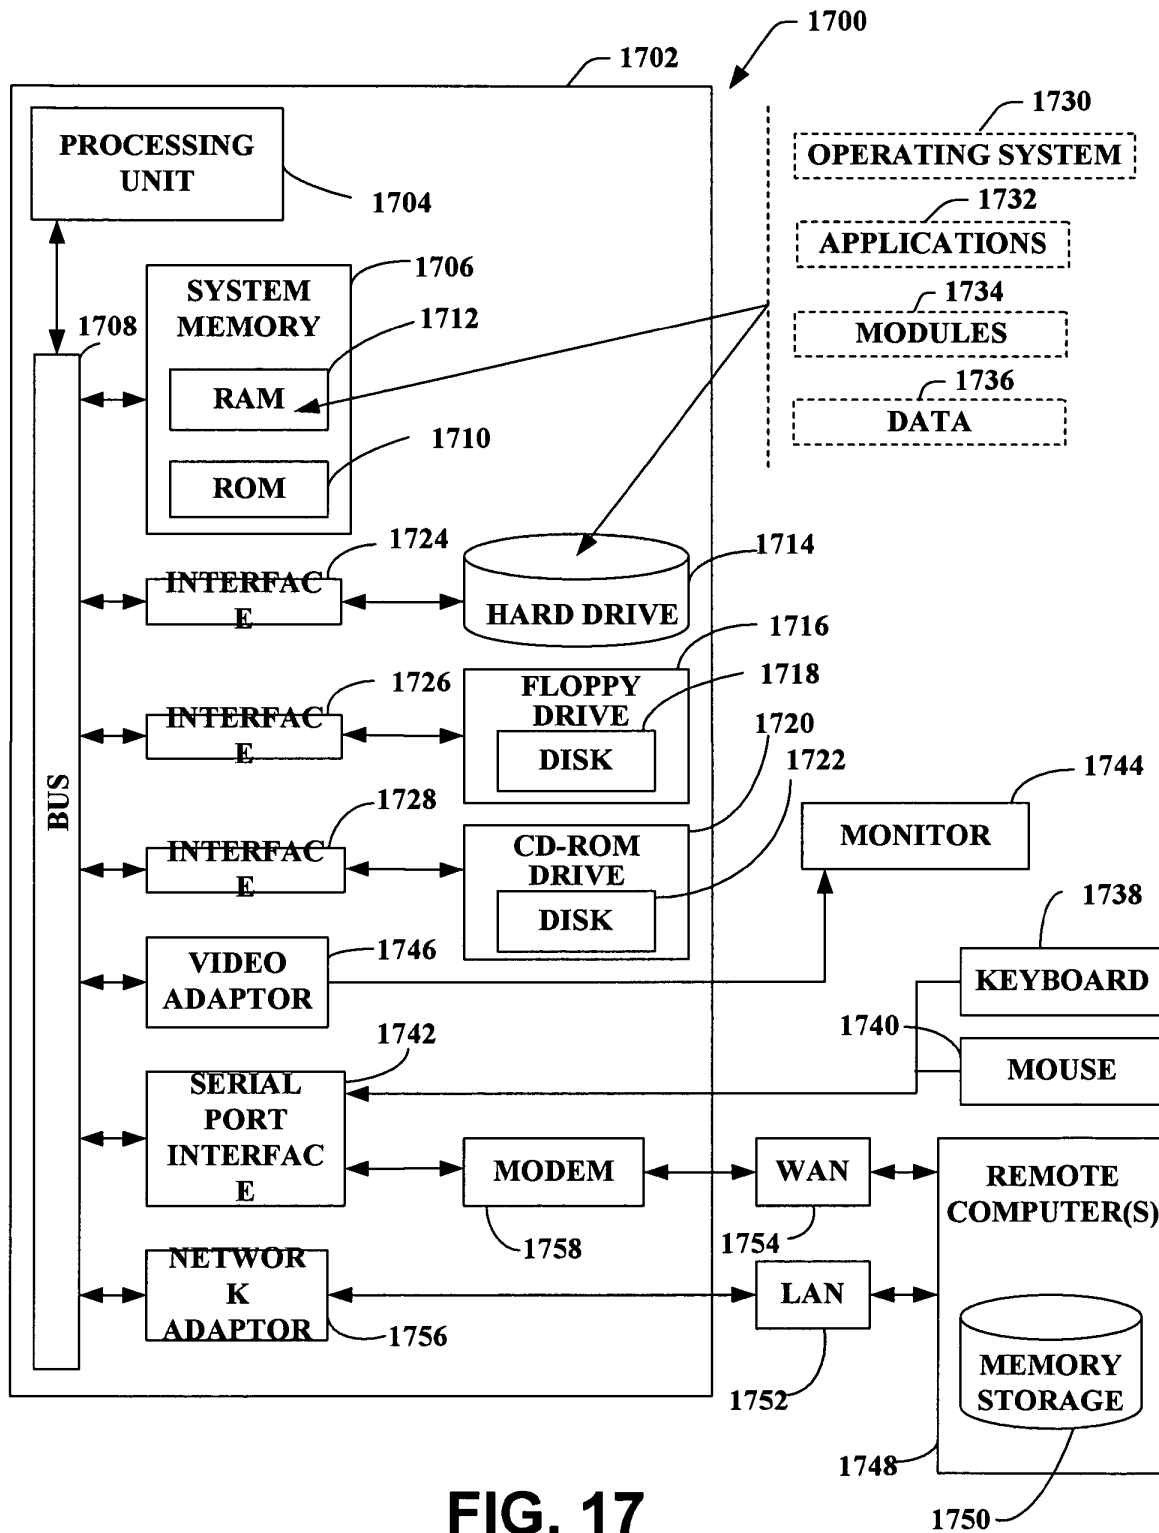 1700
1702
PROCESSING
UNIT
1704
1730
OPERATING SYSTEM
1732
APPLICATIONS
1734
MODULES
1736
DATA
1706
SYSTEM
MEMORY
1712
RAM
1710
ROM
1708
BUS
1724
INTERFAC
E
1714
HARD DRIVE
1716
1726
INTERFAC
E
FLOPPY
DRIVE
1718
DISK
1720
1722
1728
INTERFAC
E
CD-ROM
DRIVE
DISK
1744
MONITOR
1746
VIDEO
ADAPTOR
1738
KEYBOARD
1740
MOUSE
1742
SERIAL
PORT
INTERFAC
E
MODEM
1758
WAN
1754
REMOTE
COMPUTER(S)
NETWOR
K
ADAPTOR
1756
LAN
1752
MEMORY
STORAGE
1748
1750
FIG. 17